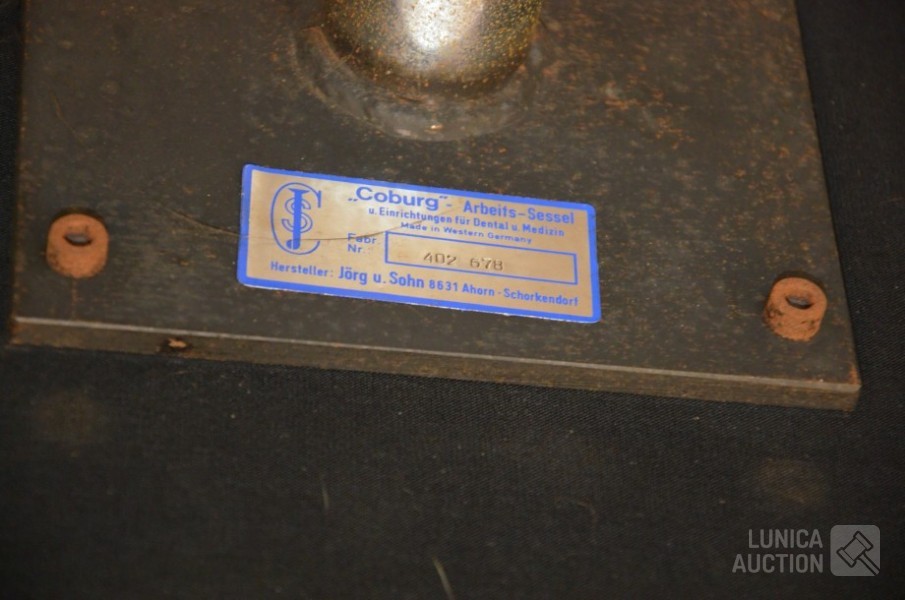 „Coburg"- Arbeits-Sessel
u. Einrichtungen für Dental u. Medizin
Made in Western Germany
Fabr.
Nr.: 402 678
Hersteller: Jörg u. Sohn 8631 Ahorn-Schorkendorf
LUNICA
AUCTION